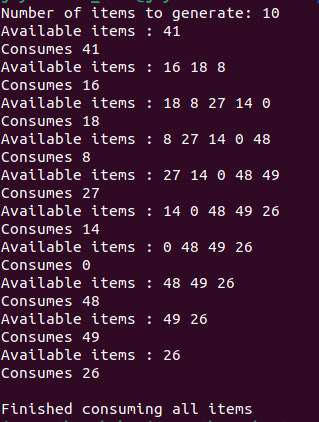 Number of items to generate: 10
Available items : 41
Consumes 41
Available items : 16 18 8
Consumes 16
Available items : 18 8 27 14 0
Consumes 18
Available items : 8 27 14 0 48
Consumes 8
Available items : 27 14 0 48 49
Consumes 27
Available items : 14 0 48 49 26
Consumes 14
Available items : 0 48 49 26
Consumes 0
Available items : 48 49 26
Consumes 48
Available items : 49 26
Consumes 49
Available items : 26
Consumes 26
Finished consuming all items